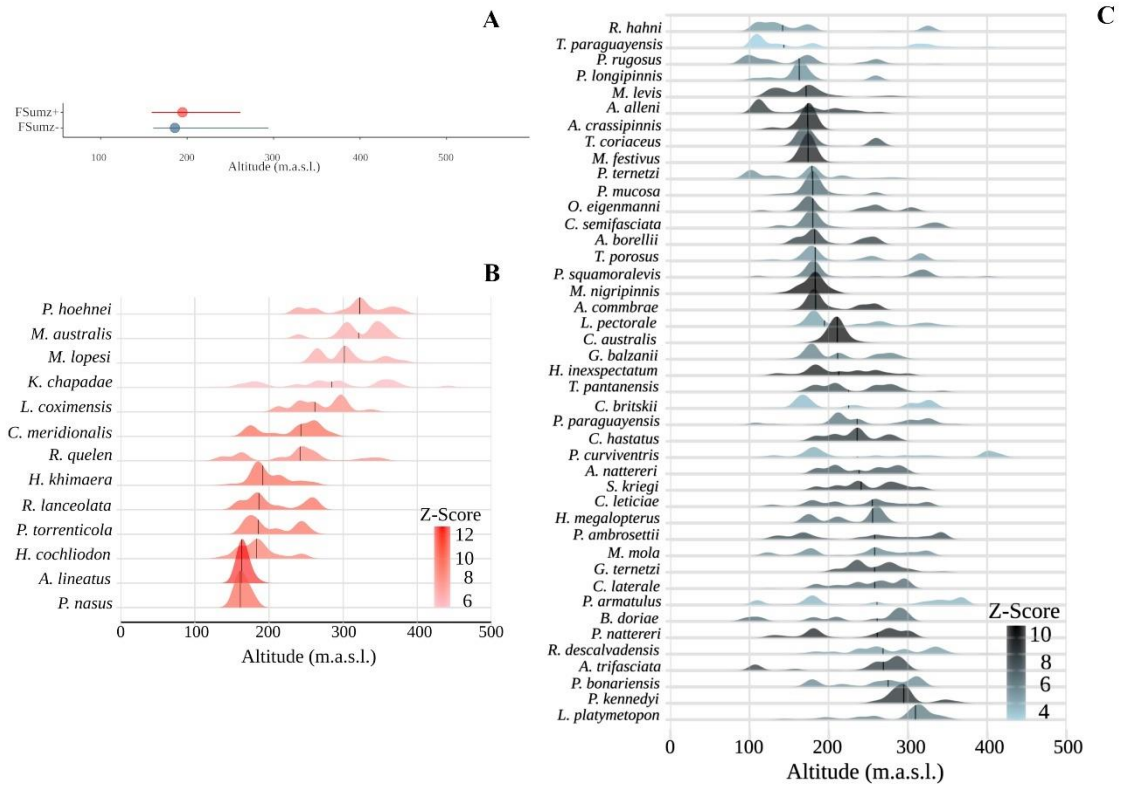 A
FSumz+
FSumz-
100 200 300 400 500
Altitude (m.a.s.l.)
B
P. hoehnei
M. australis
M. lopesi
K. chapadae
L. coximensis
C. meridionalis
R. quelen
H. khimaera
R. lanceolata
P. torrenticola
H. cochliodon
A. lineatus
P. nasus
Z-Score
12
10
8
6
0 100 200 300 400 500
Altitude (m.a.s.l.)
C
R. hahni
T. paraguayensis
P. rugosus
P. longipinnis
M. levis
A. alleni
A. crassipinnis
T. coriaceus
M. festivus
P. ternetzi
P. mucosa
O. eigenmanni
C. semifasciata
A. borellii
T. porosus
P. squamoralevis
M. nigripinnis
A. commbrae
L. pectorale
C. australis
G. balzanii
H. inexspectatum
T. pantanensis
C. britskii
P. paraguayensis
C. hastatus
P. curviventris
A. nattereri
S. kriegi
C. leticiae
H. megalopterus
P. ambrosettii
M. mola
G. ternetzi
C. laterale
P. armatulus
B. doriae
P. nattereri
R. descalvadensis
A. trifasciata
P. bonariensis
P. kennedyi
L. platymetopon
Z-Score
10
8
6
4
0 100 200 300 400 500
Altitude (m.a.s.l.)